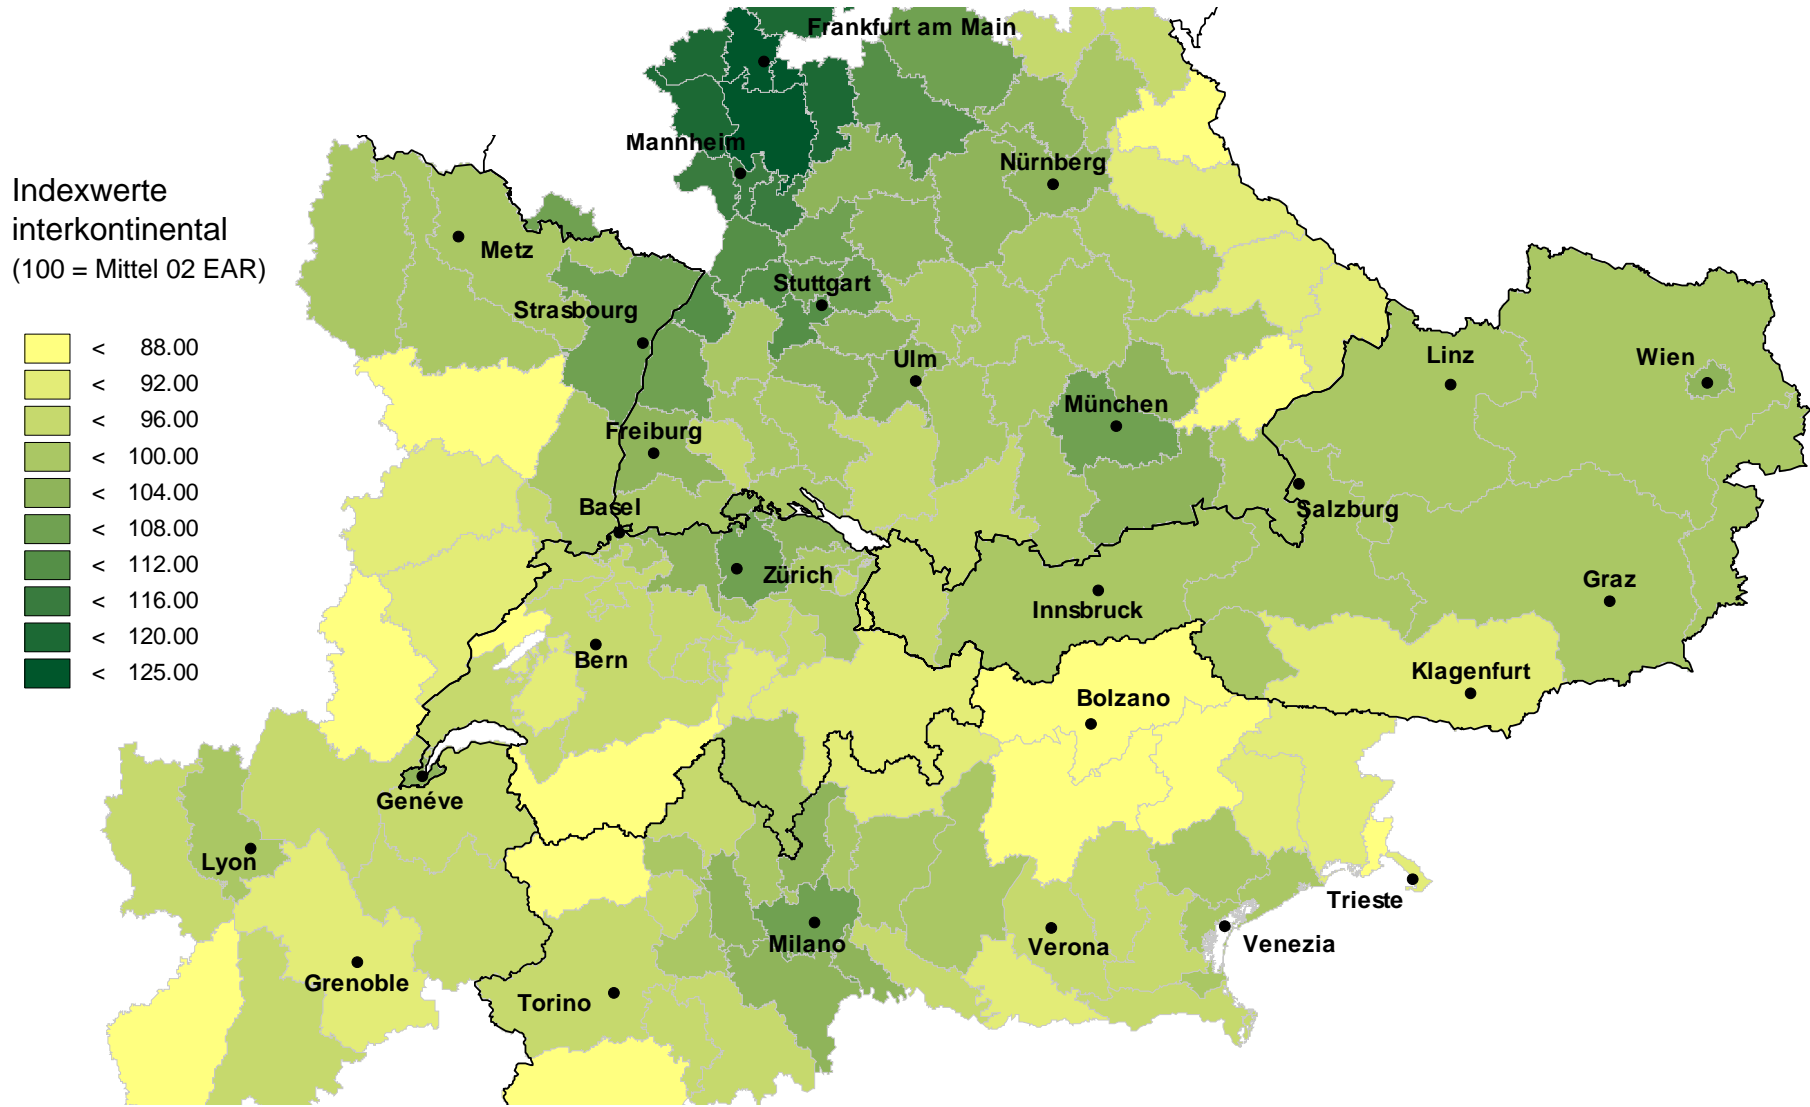 Indexwerte
interkontinental
(100 = Mittel 02 EAR)
< 88.00
< 92.00
< 96.00
< 100.00
< 104.00
< 108.00
< 112.00
< 116.00
< 120.00
< 125.00
Frankfurt am Main
Mannheim
Nürnberg
Metz
Stuttgart
Strasbourg
Ulm
Linz
Wien
München
Freiburg
Basel
Salzburg
Zürich
Graz
Innsbruck
Bern
Klagenfurt
Bolzano
Genéve
Lyon
Trieste
Milano
Verona
Venezia
Grenoble
Torino